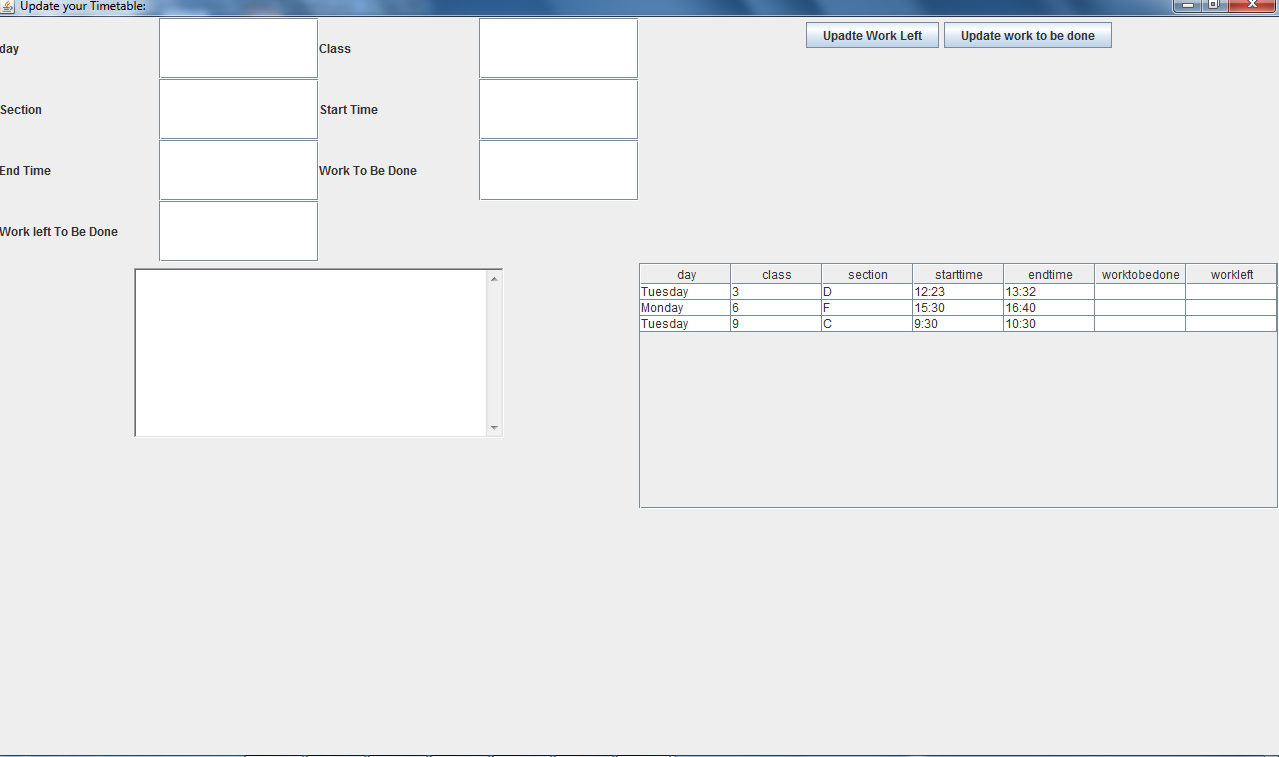 Update your Timetable:
day Class Upadte Work Left Update work to be done
Section Start Time
End Time Work To Be Done
Work left To Be Done
day class section starttime endtime worktobedone workleft
Tuesday 3 D 12:23 13:32
Monday 6 F 15:30 16:40
Tuesday 9 C 9:30 10:30